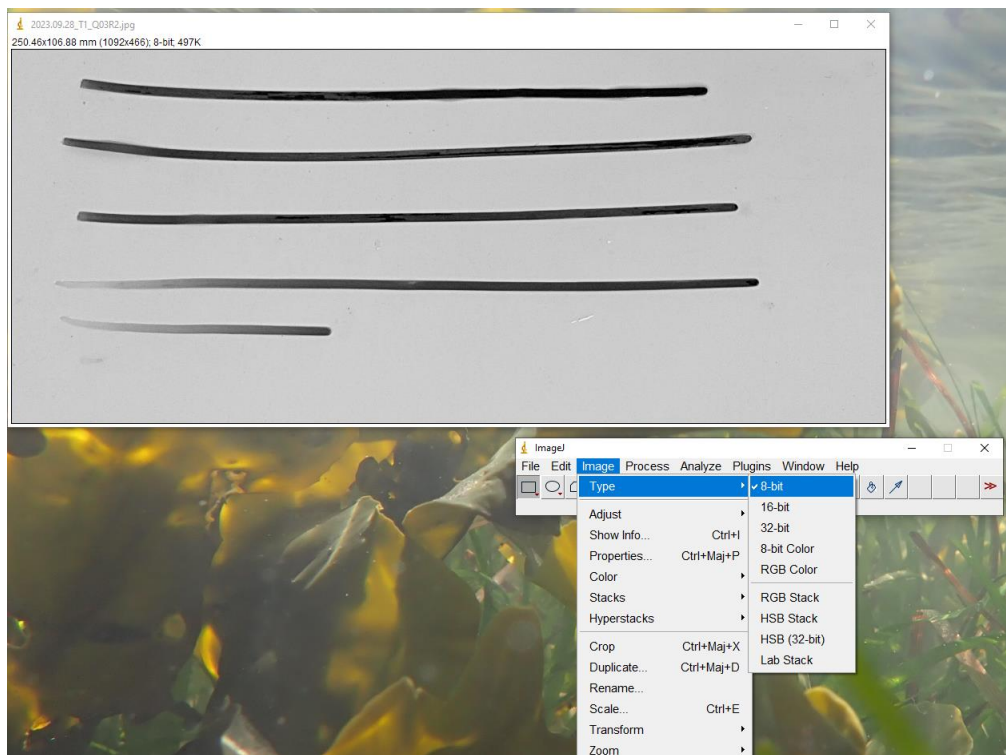 2023.09.28_T1_Q03R2.jpg
250.46x106.88 mm (1092x466); 8-bit; 497K
ImageJ
File Edit Image Process Analyze Plugins Window Help
Type
Adjust
Show Info... Ctrl+I
Properties... Ctrl+Maj+P
Color
Stacks
Hyperstacks
Crop Ctrl+Maj+X
Duplicate... Ctrl+Maj+D
Rename...
Scale... Ctrl+E
Transform
Zoom
8-bit
16-bit
32-bit
8-bit Color
RGB Color
RGB Stack
HSB Stack
HSB (32-bit)
Lab Stack